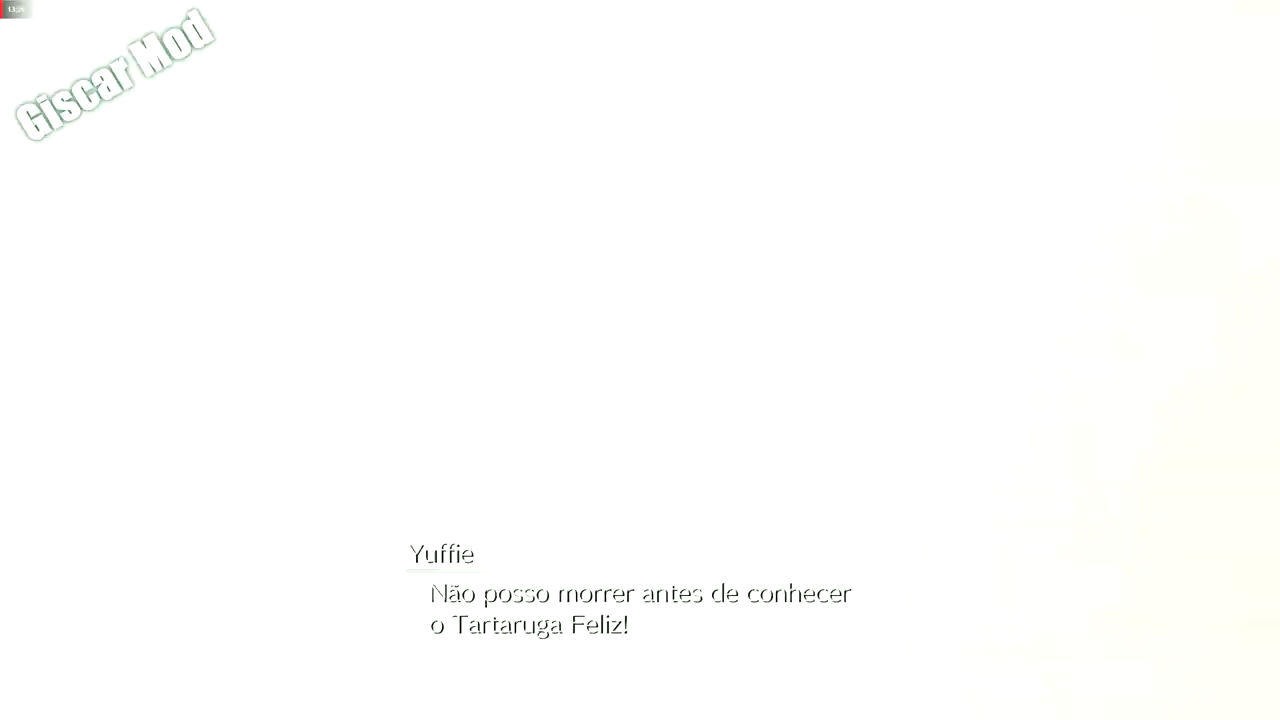 Giscar Mod
Yuffie
Não posso morrer antes de conhecer
o Tartaruga Feliz!